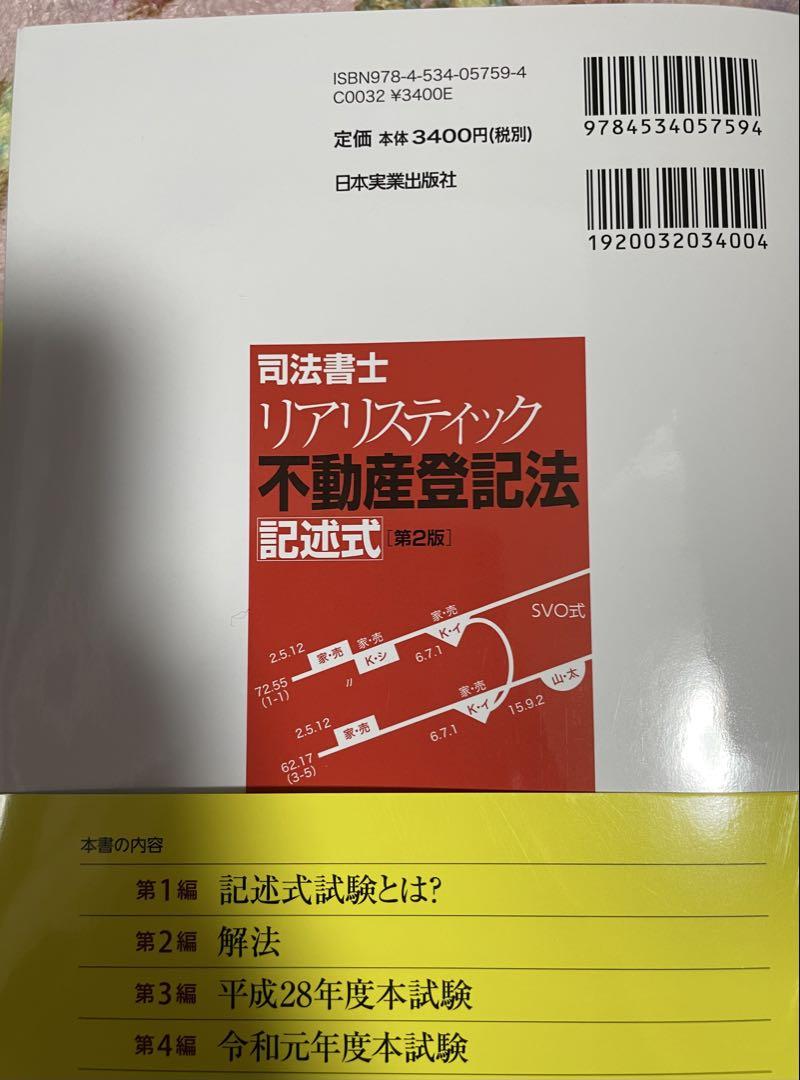 ISBN978-4-534-05759-4
C0032 ¥3400E
定価 本体3400円(税別)
日本実業出版社
9784534057594
1920032034004
司法書士
リアリスティック
不動産登記法
記述式[第2版]
SVO式
2.5.12
家・売
家・売
K・シ
家・売
K・イ
6.7.1
72.55
(1-1)
〃
2.5.12
家・売
家・売
K・イ
6.7.1
15.9.2
山・太
62.17
(3-5)
本書の内容
第1編 記述式試験とは?
第2編 解法
第3編 平成28年度本試験
第4編 令和元年度本試験